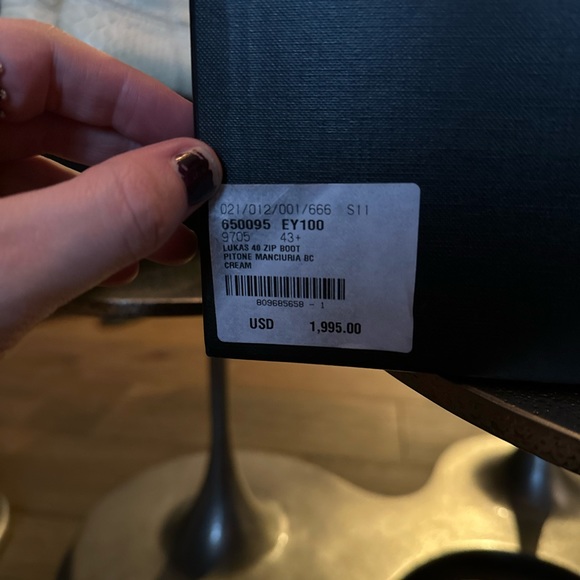 021/012/001/666 S11
650095 EY100
9705 43+
LUKAS 40 ZIP BOOT
PITONE MANCIURIA BC
CREAM
809685658 - 1
USD 1,995.00